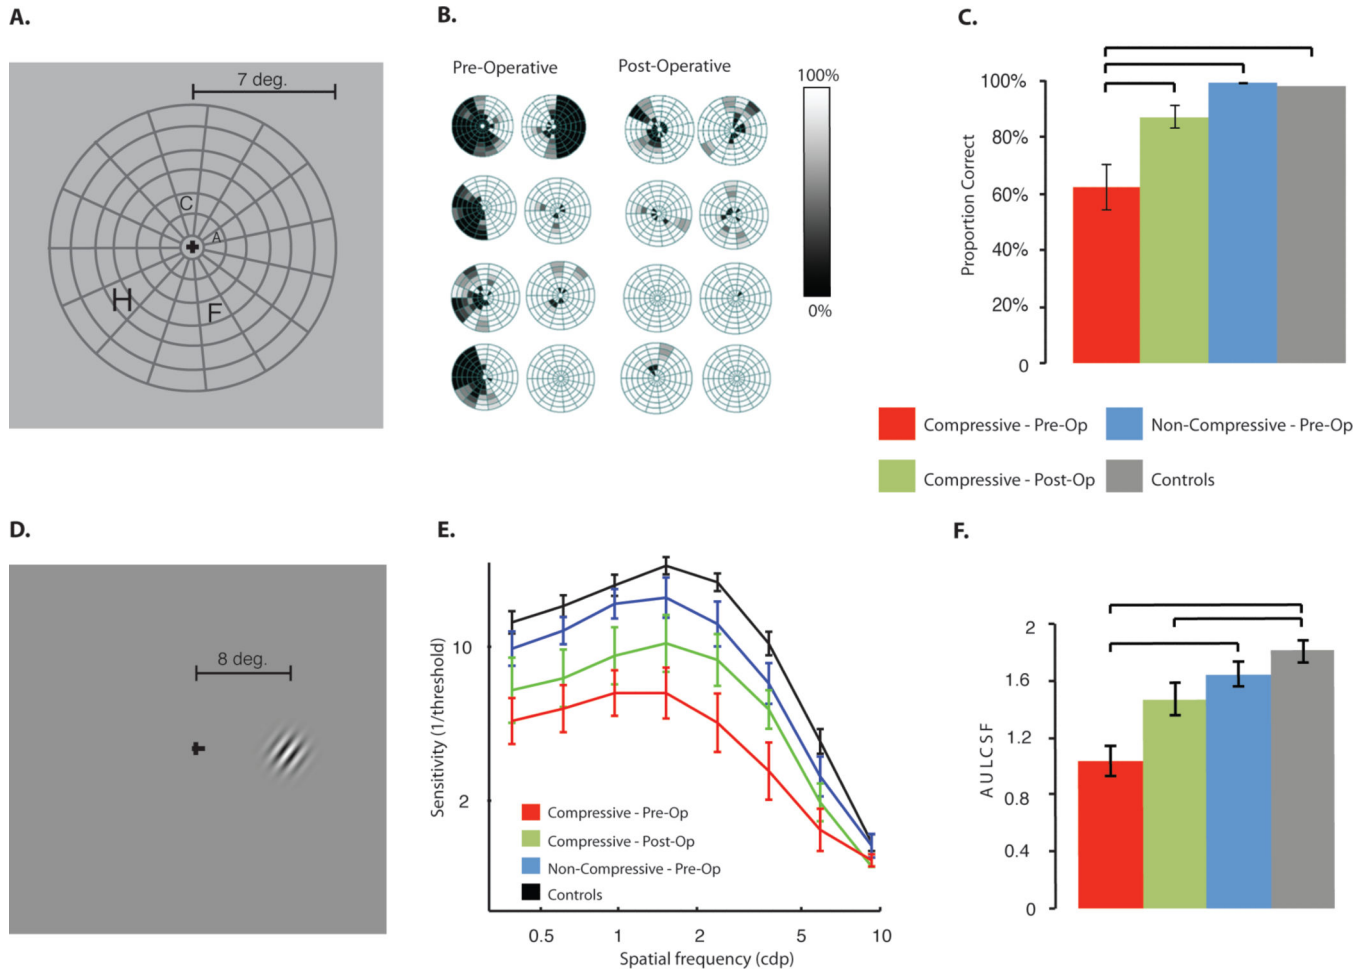 A.
7 deg.
C
A
H
F
B.
Pre-Operative
Post-Operative
100%
0%
C.
Proportion Correct
100%
80%
60%
40%
20%
0
Compressive - Pre-Op
Non-Compressive - Pre-Op
Compressive - Post-Op
Controls
D.
8 deg.
E.
Sensitivity (1/threshold)
10
2
Compressive - Pre-Op
Compressive - Post-Op
Non-Compressive - Pre-Op
Controls
0.5
1
2
5
10
Spatial frequency (cdp)
F.
AULCSF
2
1.6
1.2
0.8
0.4
0